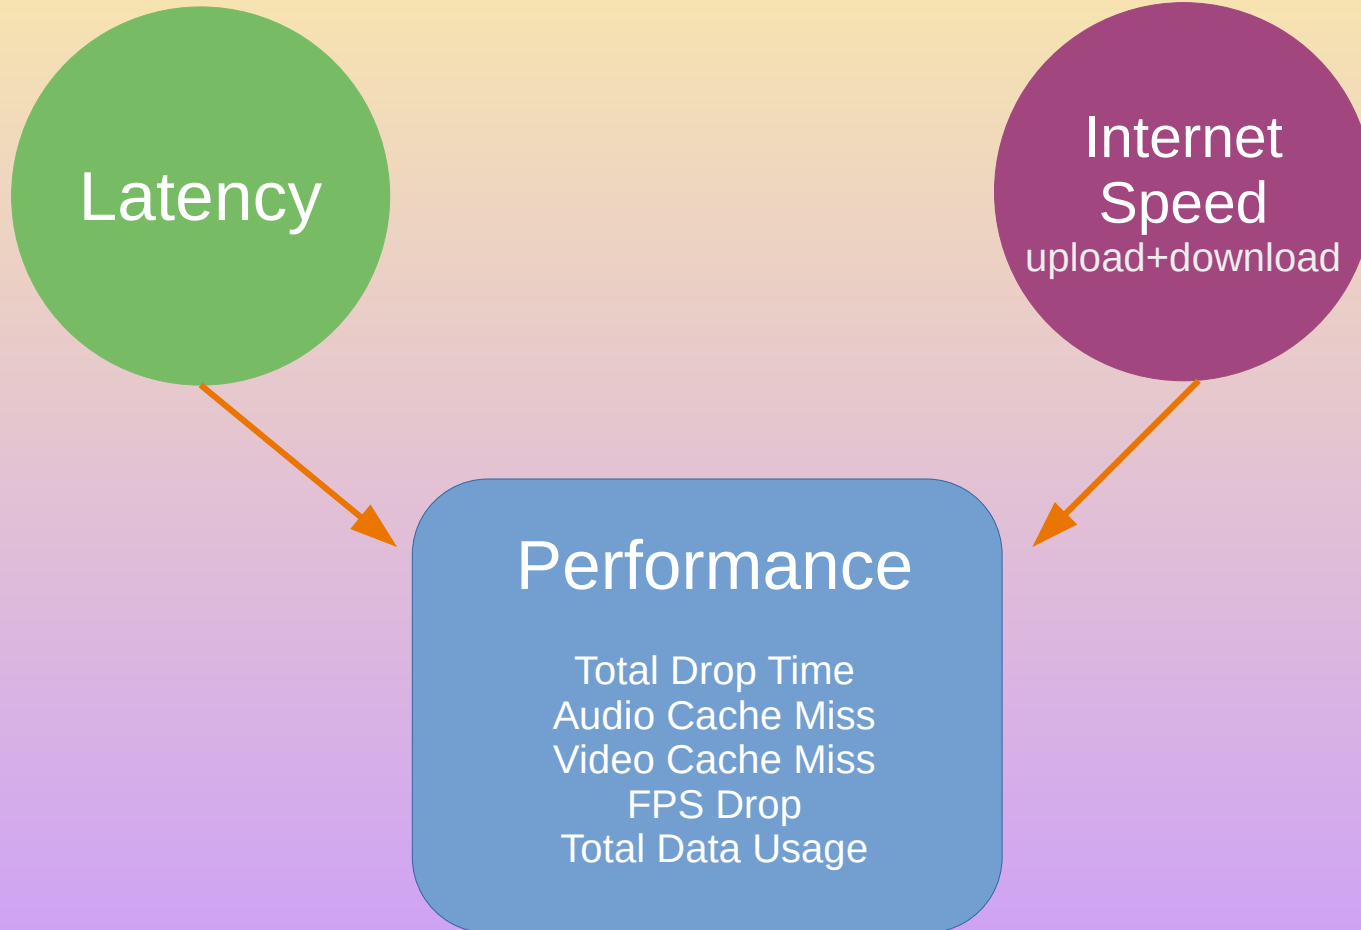 Latency
Internet
Speed
upload+download
Performance
Total Drop Time
Audio Cache Miss
Video Cache Miss
FPS Drop
Total Data Usage